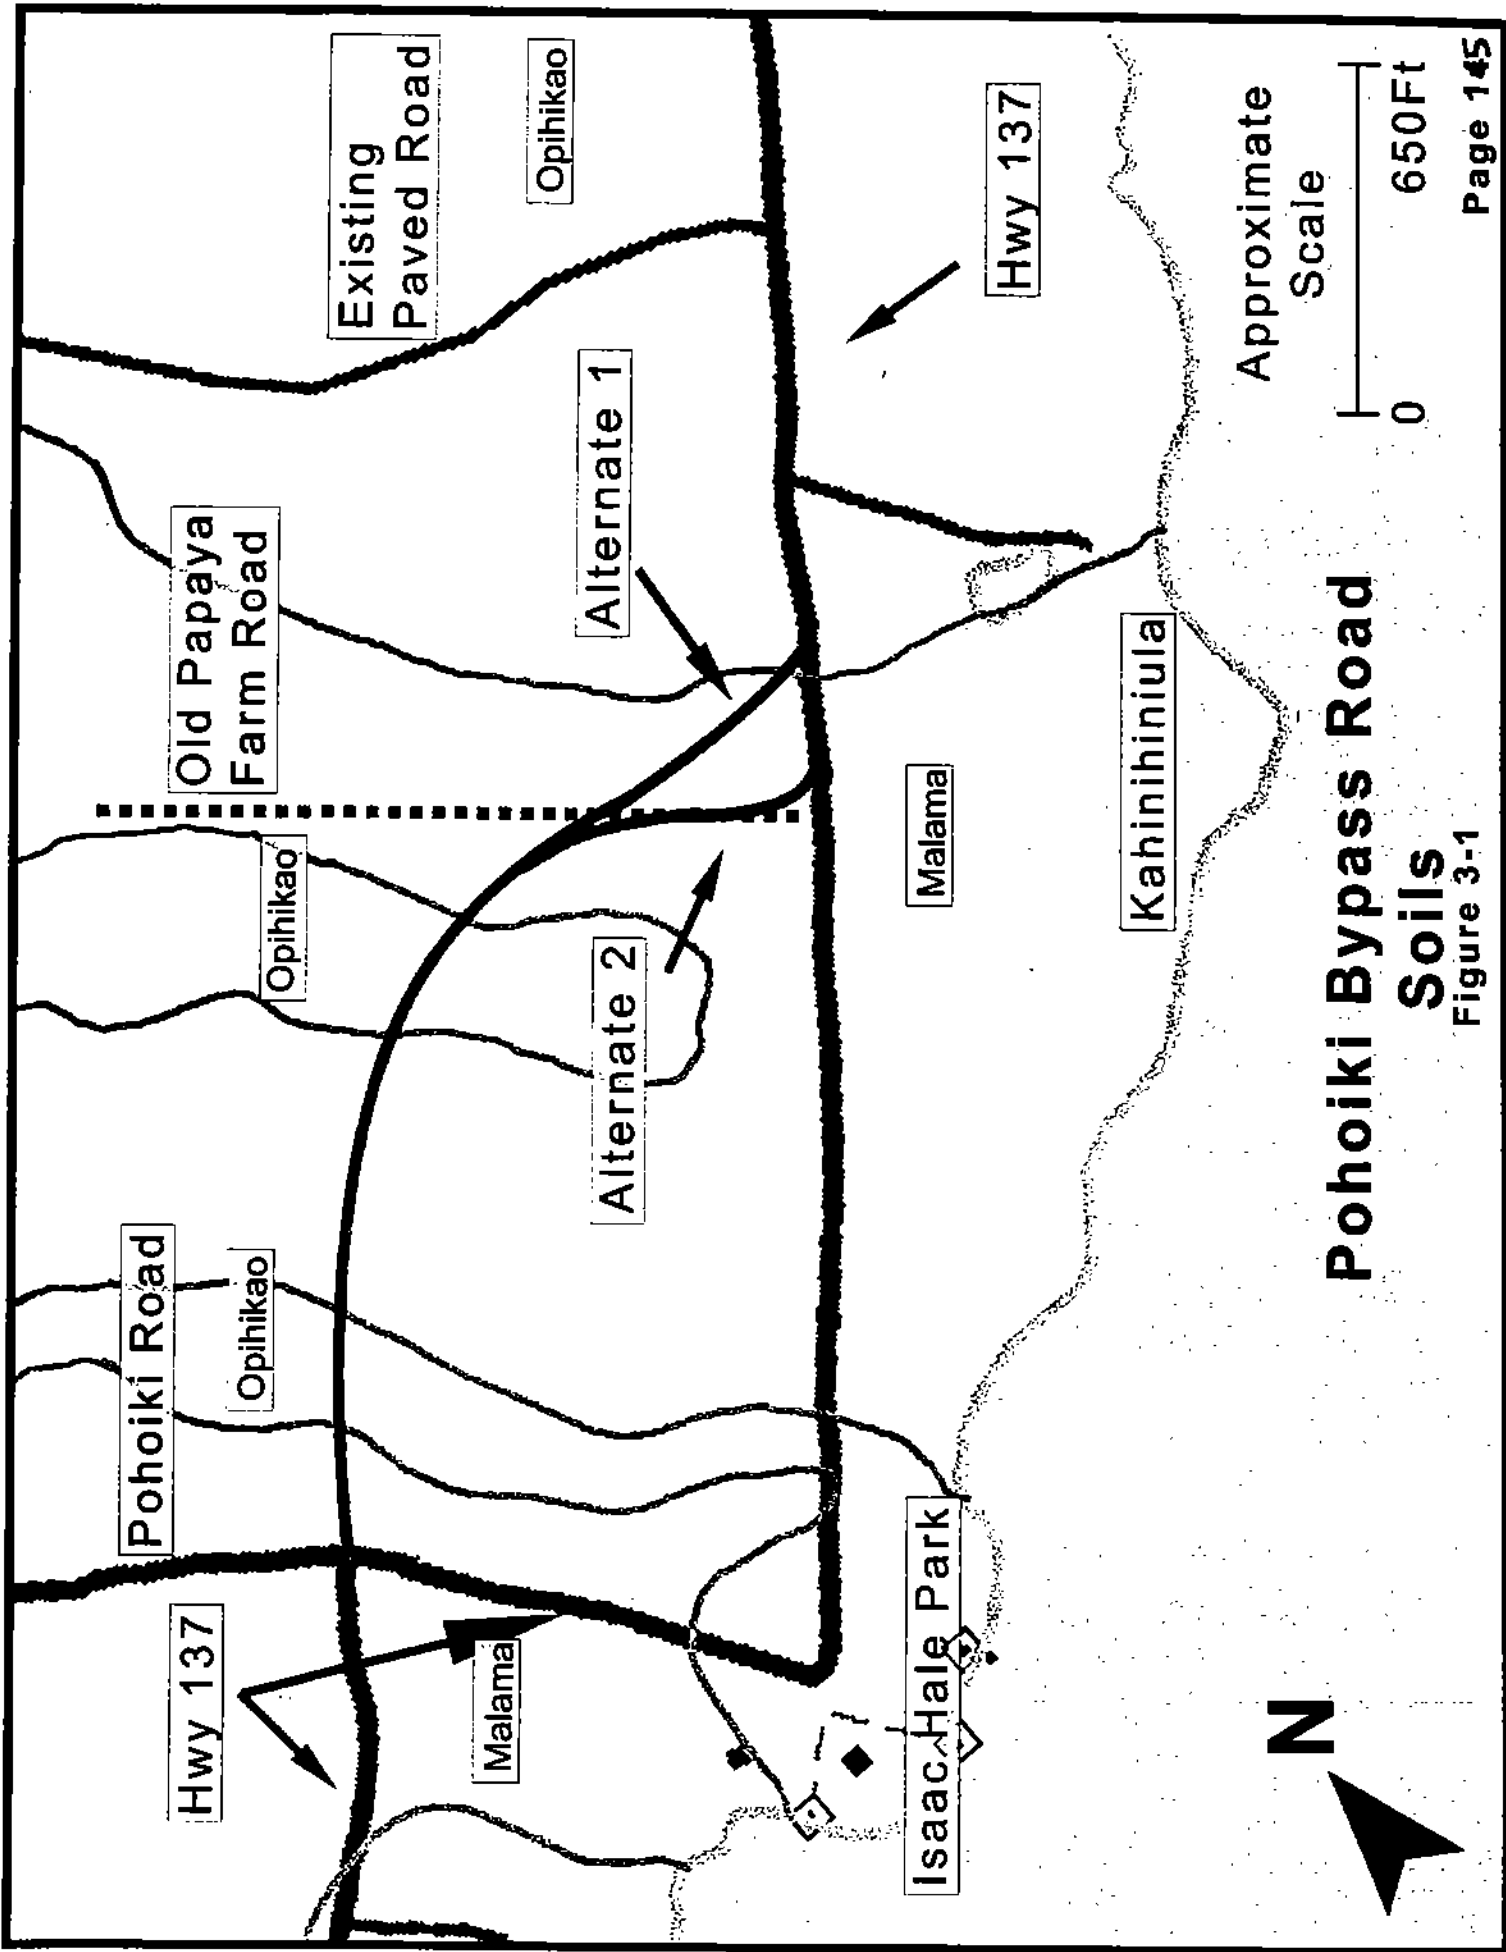 Pohoiki Road
Hwy 137
Old Papaya
Farm Road
Opihikao
Opihikao
Existing
Paved Road
Malama
Opihikao
Alternate 1
Alternate 2
Isaac Hale Park
Malama
Hwy 137
Kahinihiniula
N
Approximate
Scale
0 650Ft
Pohoiki Bypass Road
Soils
Figure 3-1
Page 145